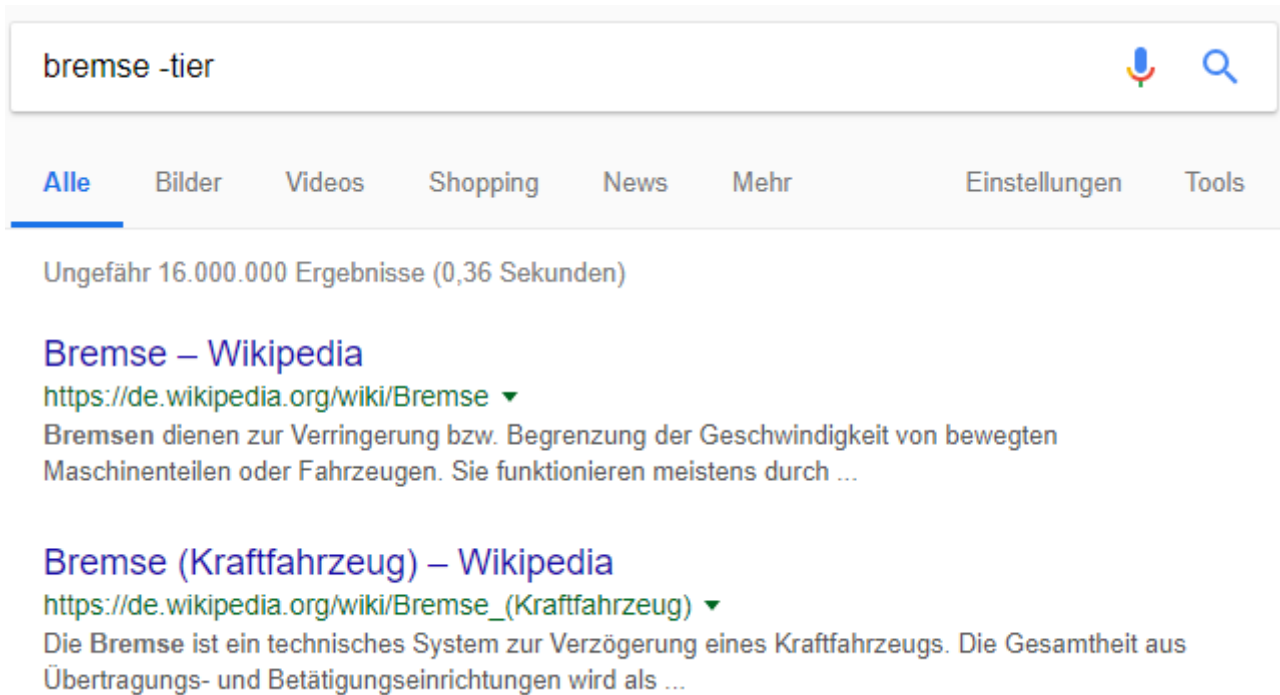 bremse -tier
Alle Bilder Videos Shopping News Mehr Einstellungen Tools
Ungefähr 16.000.000 Ergebnisse (0,36 Sekunden)
Bremse – Wikipedia
https://de.wikipedia.org/wiki/Bremse
Bremsen dienen zur Verringerung bzw. Begrenzung der Geschwindigkeit von bewegten
Maschinenteilen oder Fahrzeugen. Sie funktionieren meistens durch ...
Bremse (Kraftfahrzeug) – Wikipedia
https://de.wikipedia.org/wiki/Bremse_(Kraftfahrzeug)
Die Bremse ist ein technisches System zur Verzögerung eines Kraftfahrzeugs. Die Gesamtheit aus
Übertragungs- und Betätigungseinrichtungen wird als ...